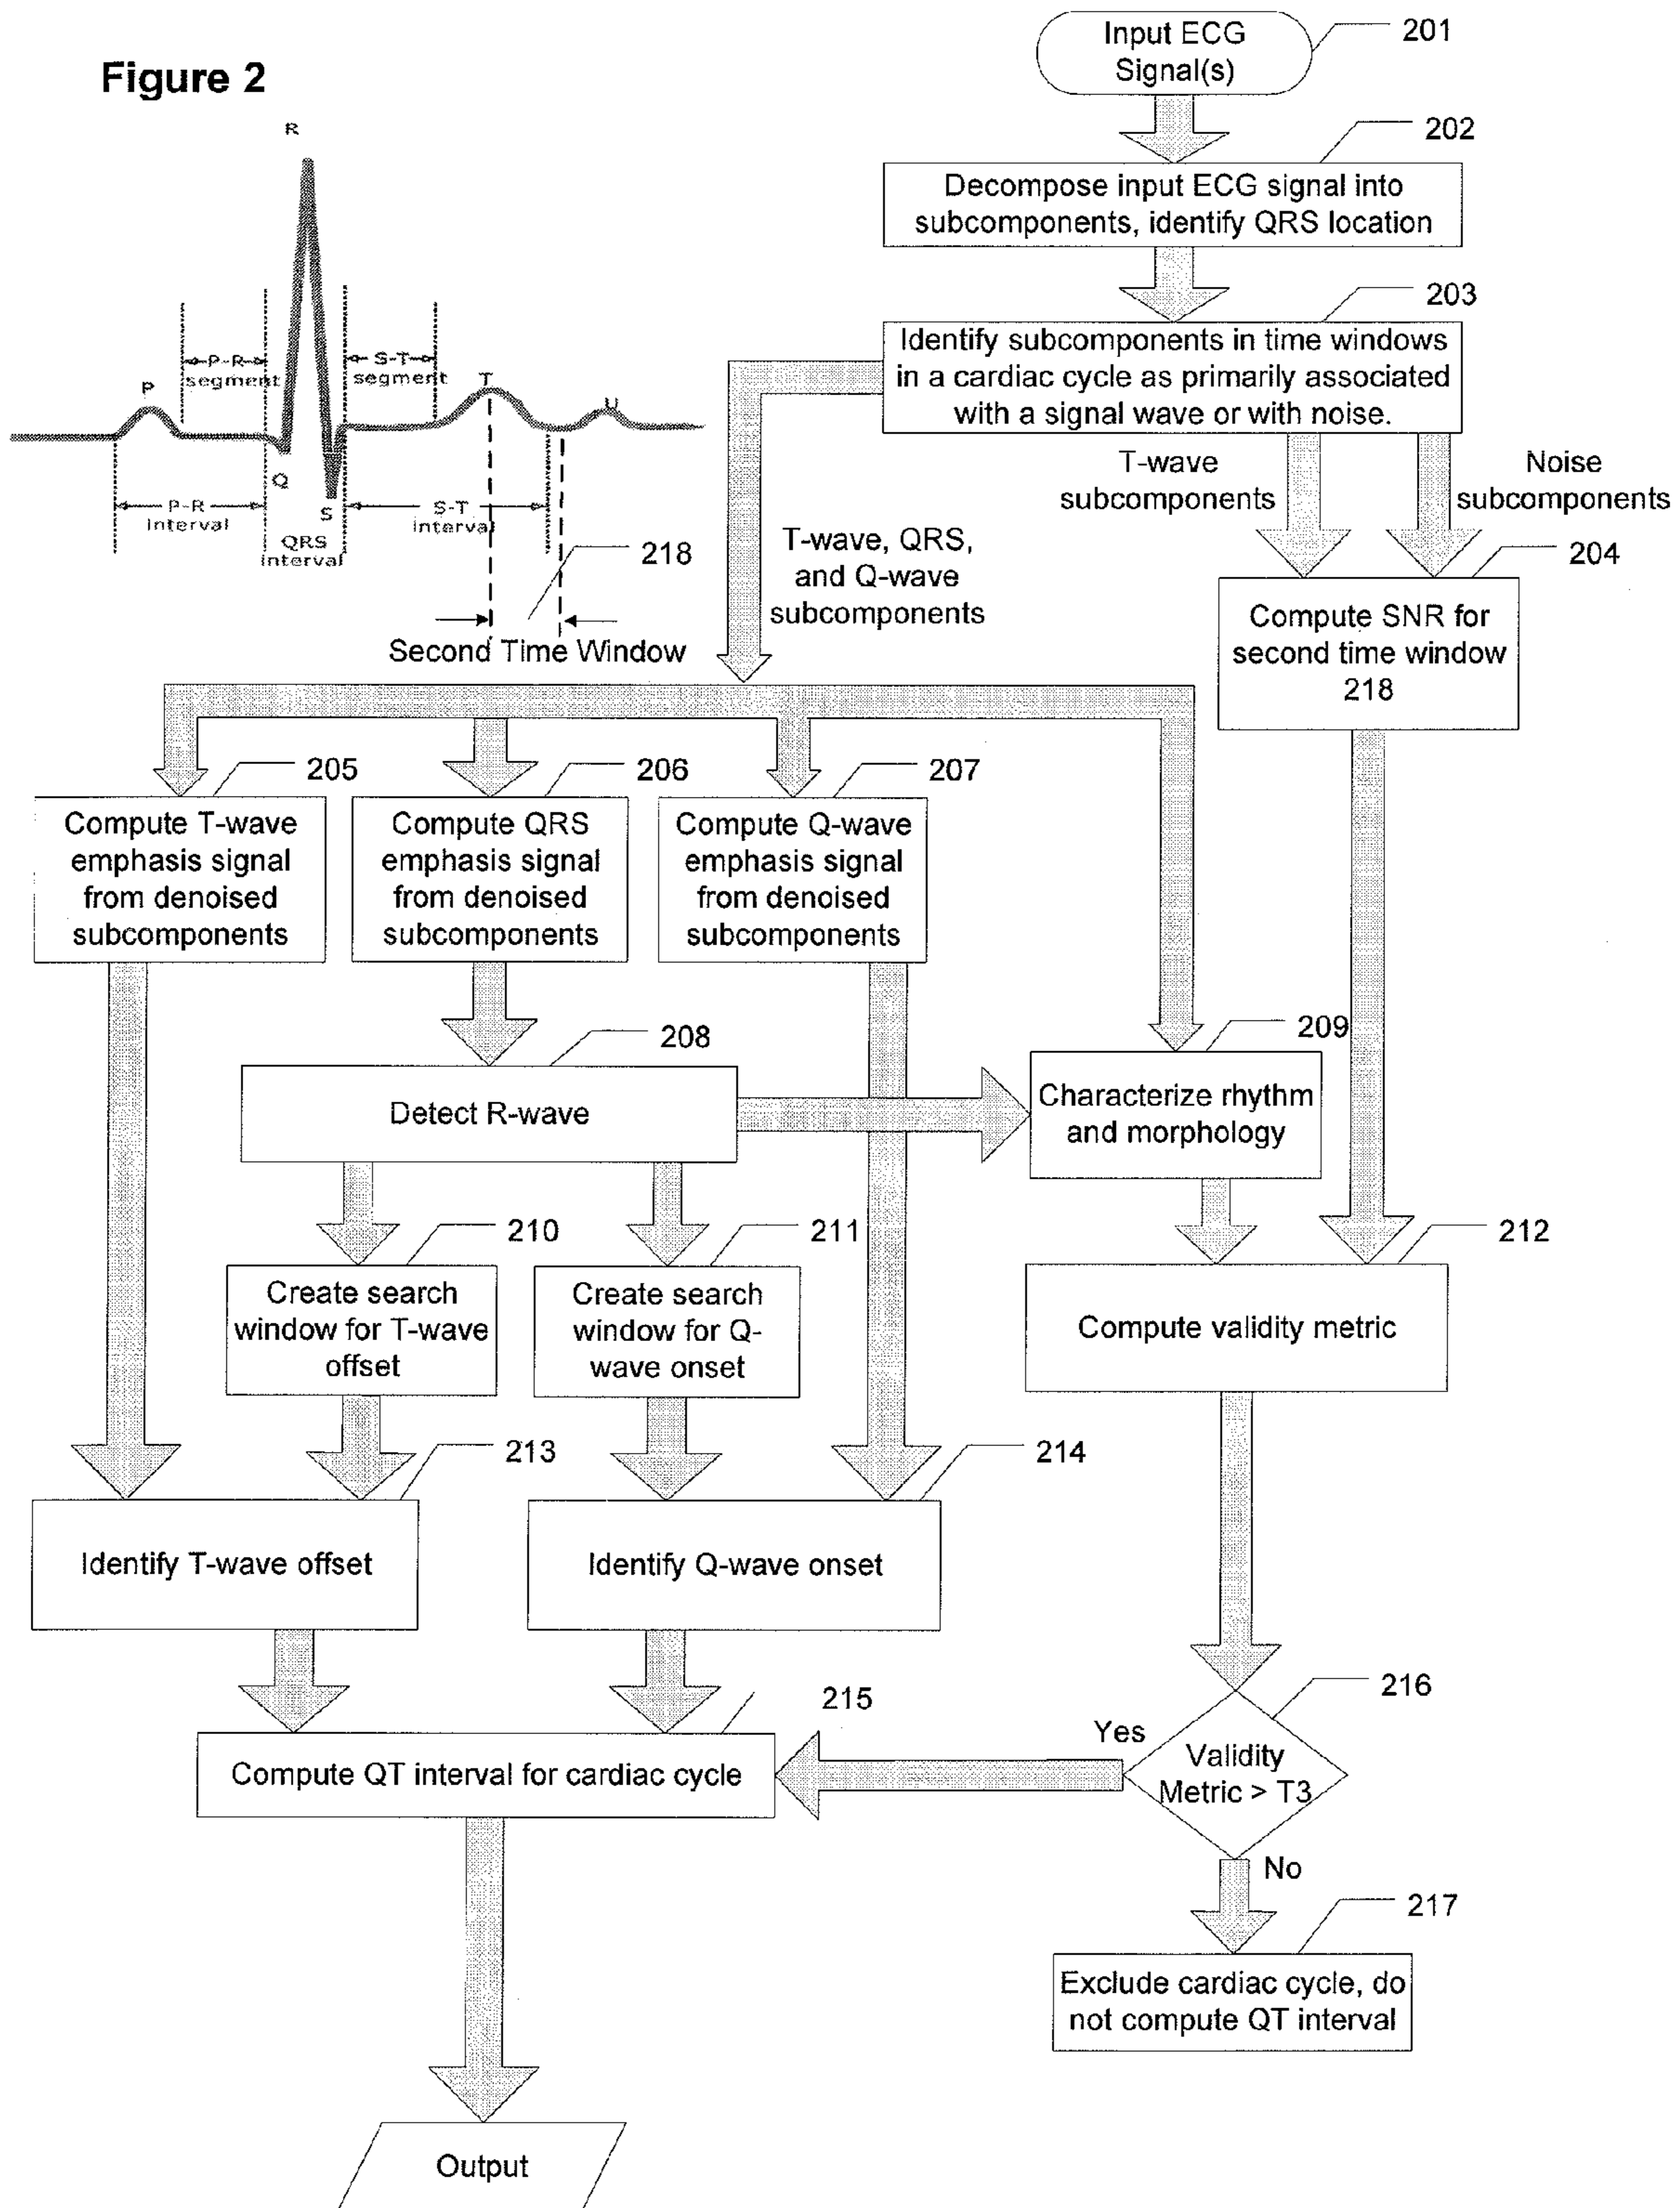 Figure 2
Input ECG
Signal(s)
201
202
Decompose input ECG signal into
subcomponents, identify QRS location
203
Identify subcomponents in time windows
in a cardiac cycle as primarily associated
with a signal wave or with noise.
R
P-R
segment
S-T
segment
P
T
U
Q
S
P-R
Interval
QRS
interval
S-T
interval
218
Second Time Window
T-wave
subcomponents
Noise
subcomponents
T-wave, QRS,
and Q-wave
subcomponents
204
Compute SNR for
second time window
218
205
Compute T-wave
emphasis signal
from denoised
subcomponents
206
Compute QRS
emphasis signal
from denoised
subcomponents
207
Compute Q-wave
emphasis signal
from denoised
subcomponents
208
Detect R-wave
209
Characterize rhythm
and morphology
210
Create search
window for T-wave
offset
211
Create search
window for Q-
wave onset
212
Compute validity metric
213
Identify T-wave offset
214
Identify Q-wave onset
215
Compute QT interval for cardiac cycle
216
Yes
Validity
Metric > T3
No
217
Exclude cardiac cycle, do
not compute QT interval
Output